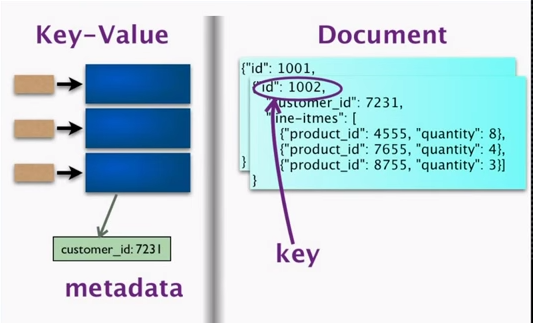 Key-Value
customer_id: 7231
metadata
Document
{"id": 1001,
}
{"id": 1002,
"customer_id": 7231,
"line-itmes": [
{"product_id": 4555, "quantity": 8},
{"product_id": 7655, "quantity": 4},
{"product_id": 8755, "quantity": 3}]
}
key